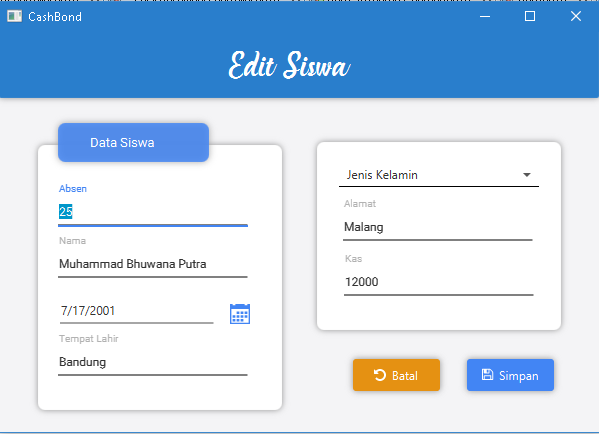 CashBond
Edit Siswa
Data Siswa
Absen
25
Nama
Muhammad Bhuwana Putra
7/17/2001
Tempat Lahir
Bandung
Jenis Kelamin
Alamat
Malang
Kas
12000
Batal
Simpan